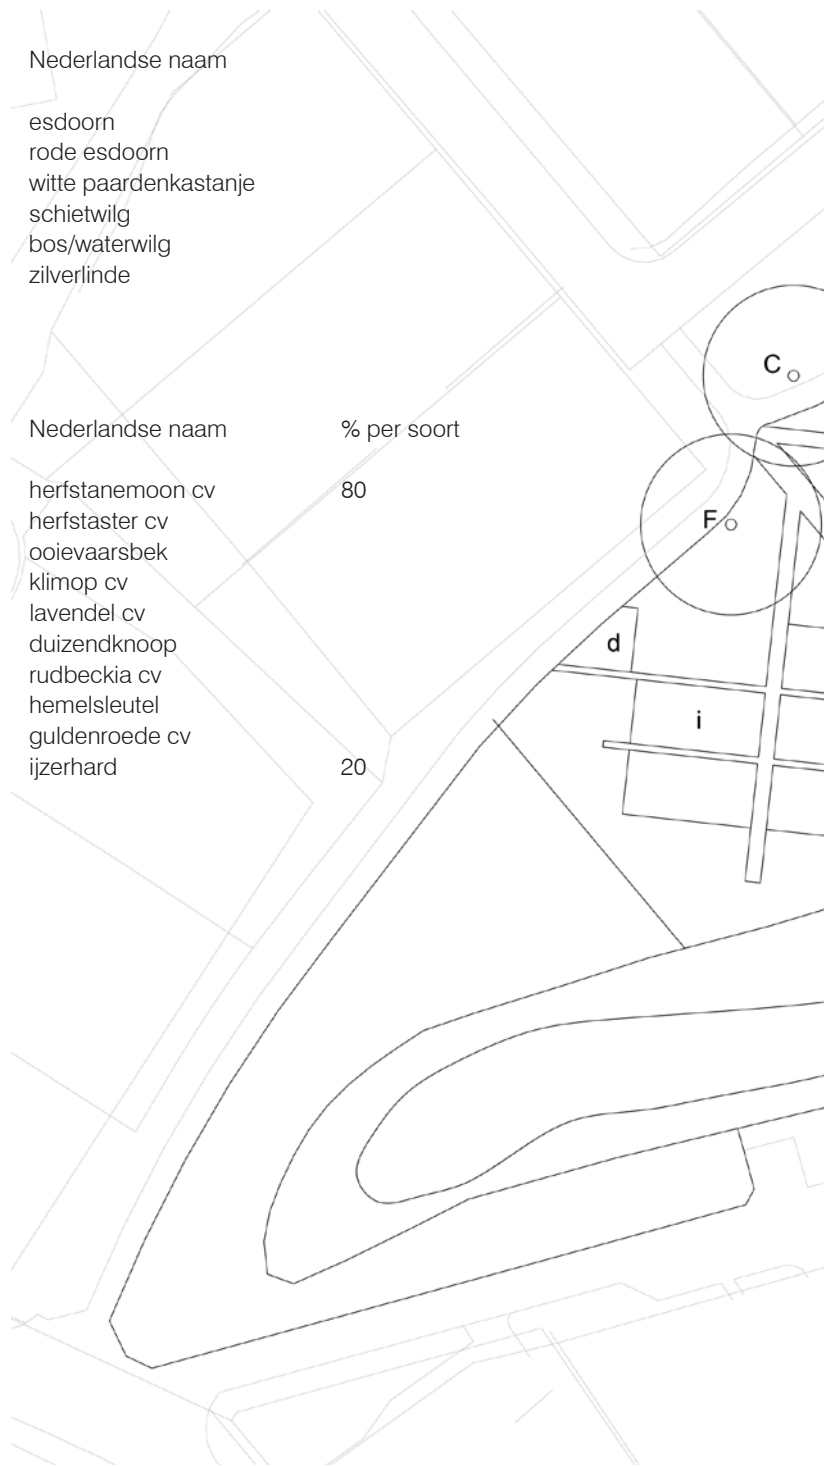 Nederlandse naam
esdoorn
rode esdoorn
witte paardenkastanje
schietwilg
bos/waterwilg
zilverlinde
Nederlandse naam % per soort
herfstanemoon cv 80
herfstaster cv
ooievaarsbek
klimop cv
lavendel cv
duizendknoop
rudbeckia cv
hemelsleutel
guldenroede cv
ijzerhard 20
C
F
d
i